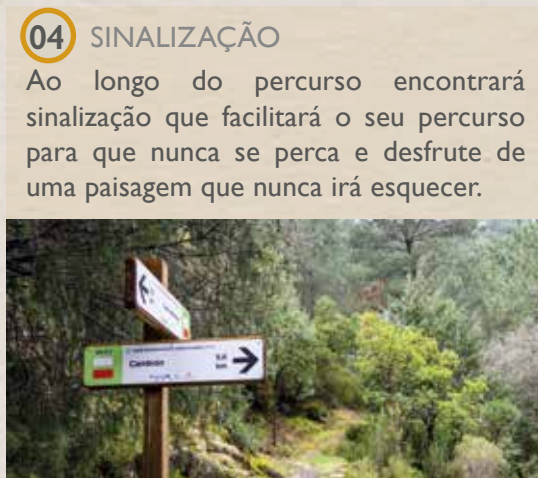 04 SINALIZAÇÃO
Ao longo do percurso encontrará
sinalização que facilitará o seu percurso
para que nunca se perca e desfrute de
uma paisagem que nunca irá esquecer.
km